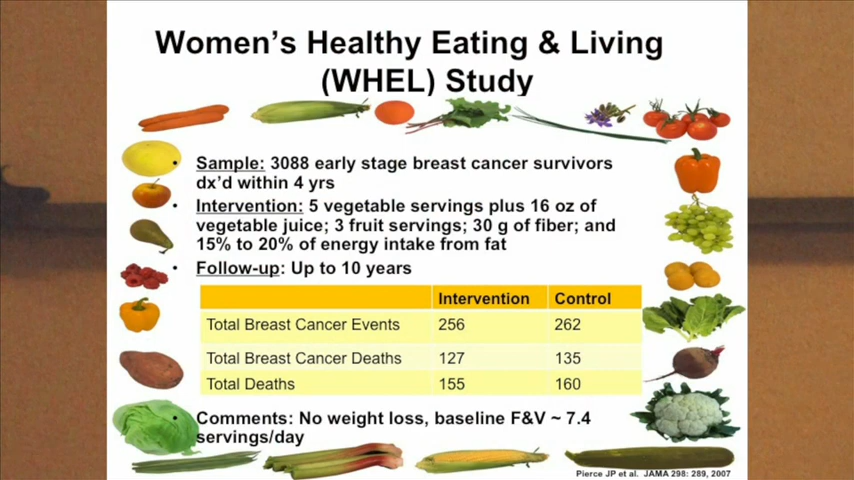 Women's Healthy Eating & Living
(WHEL) Study
• Sample: 3088 early stage breast cancer survivors
dx'd within 4 yrs
• Intervention: 5 vegetable servings plus 16 oz of
vegetable juice; 3 fruit servings; 30 g of fiber; and
15% to 20% of energy intake from fat
• Follow-up: Up to 10 years
Intervention Control
Total Breast Cancer Events 256 262
Total Breast Cancer Deaths 127 135
Total Deaths 155 160
• Comments: No weight loss, baseline F&V ~ 7.4
servings/day
Pierce JP et al. JAMA 298: 289, 2007